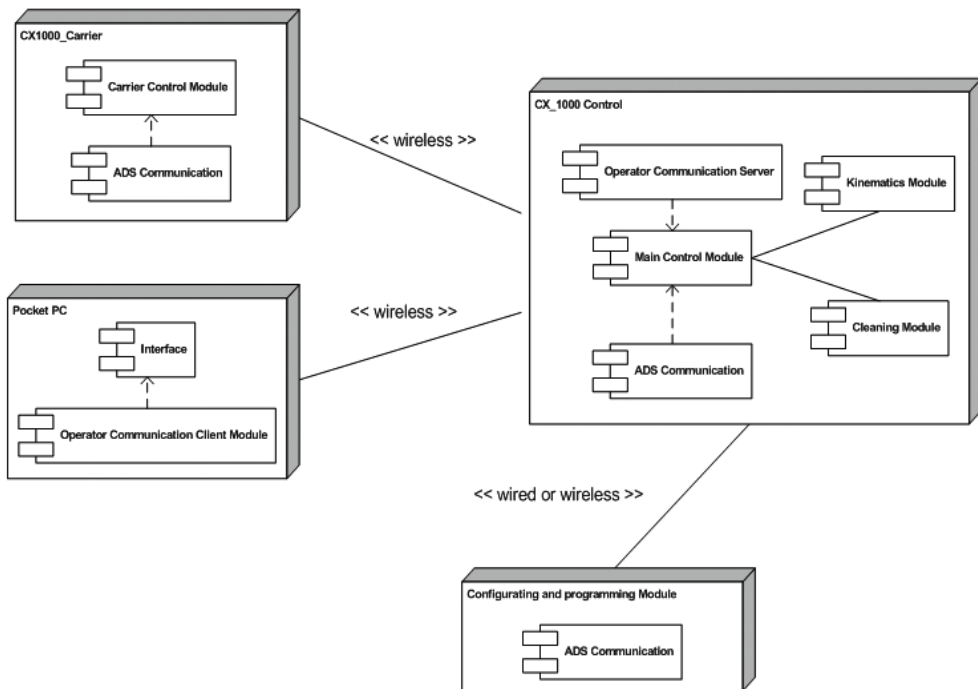 CX1000_Carrier
Carrier Control Module
ADS Communication
<< wireless >>
CX_1000 Control
Operator Communication Server
Kinematics Module
Main Control Module
Cleaning Module
ADS Communication
Pocket PC
Interface
Operator Communication Client Module
<< wireless >>
<< wired or wireless >>
Configurating and programming Module
ADS Communication